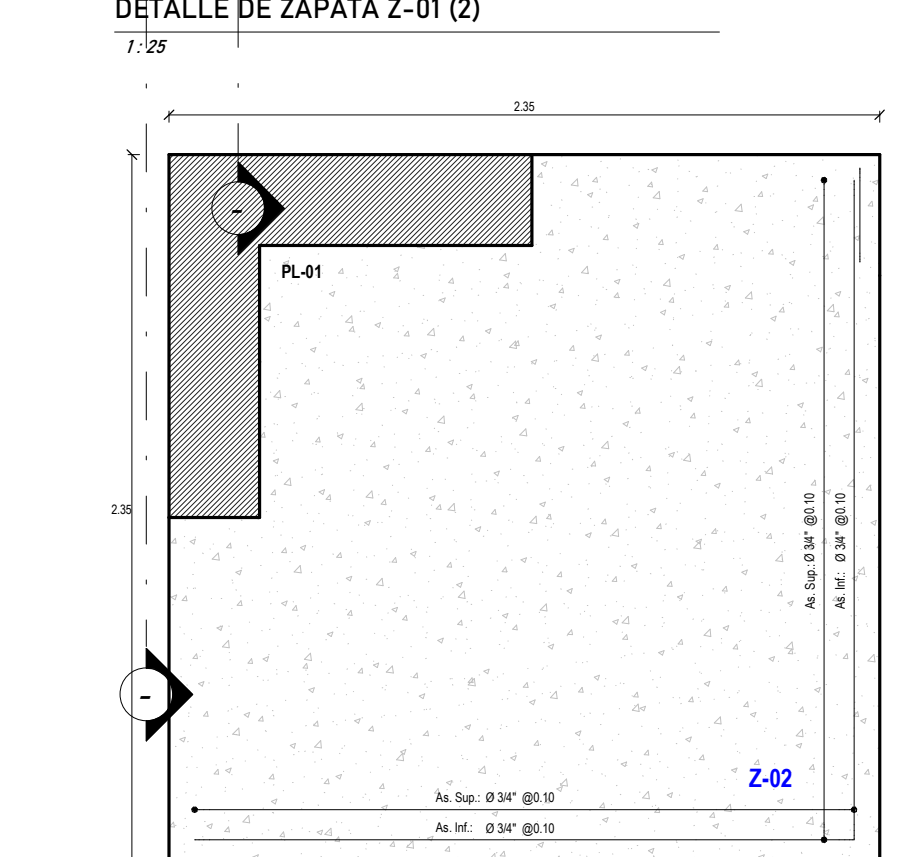 DETALLE DE ZAPATA Z-01 (2)
1:25
2.35
-
PL-01
2.35
As. Sup.: Ø 3/4" @0.10
As. Inf.: Ø 3/4" @0.10
-
Z-02
As. Sup.: Ø 3/4" @0.10
As. Inf.: Ø 3/4" @0.10